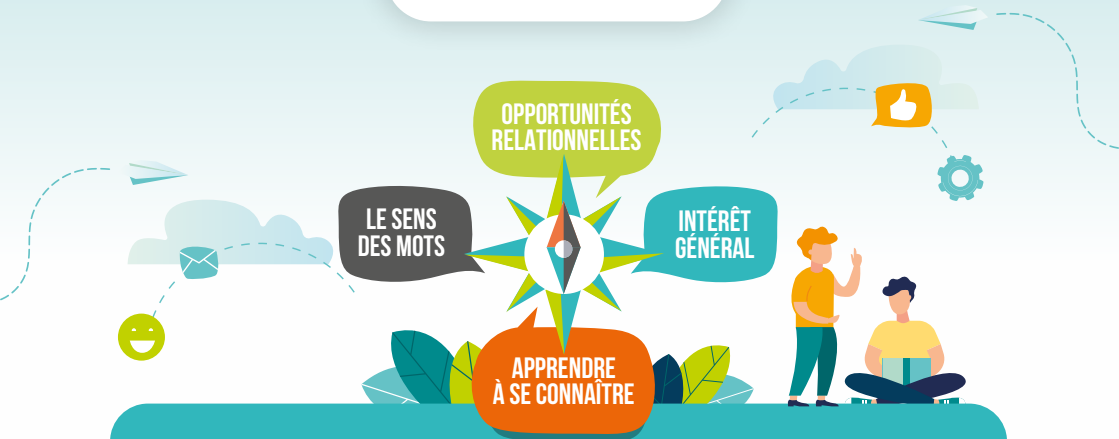 OPPORTUNITÉS
RELATIONNELLES
LE SENS
DES MOTS
INTÉRÊT
GÉNÉRAL
APPRENDRE
À SE CONNAÎTRE